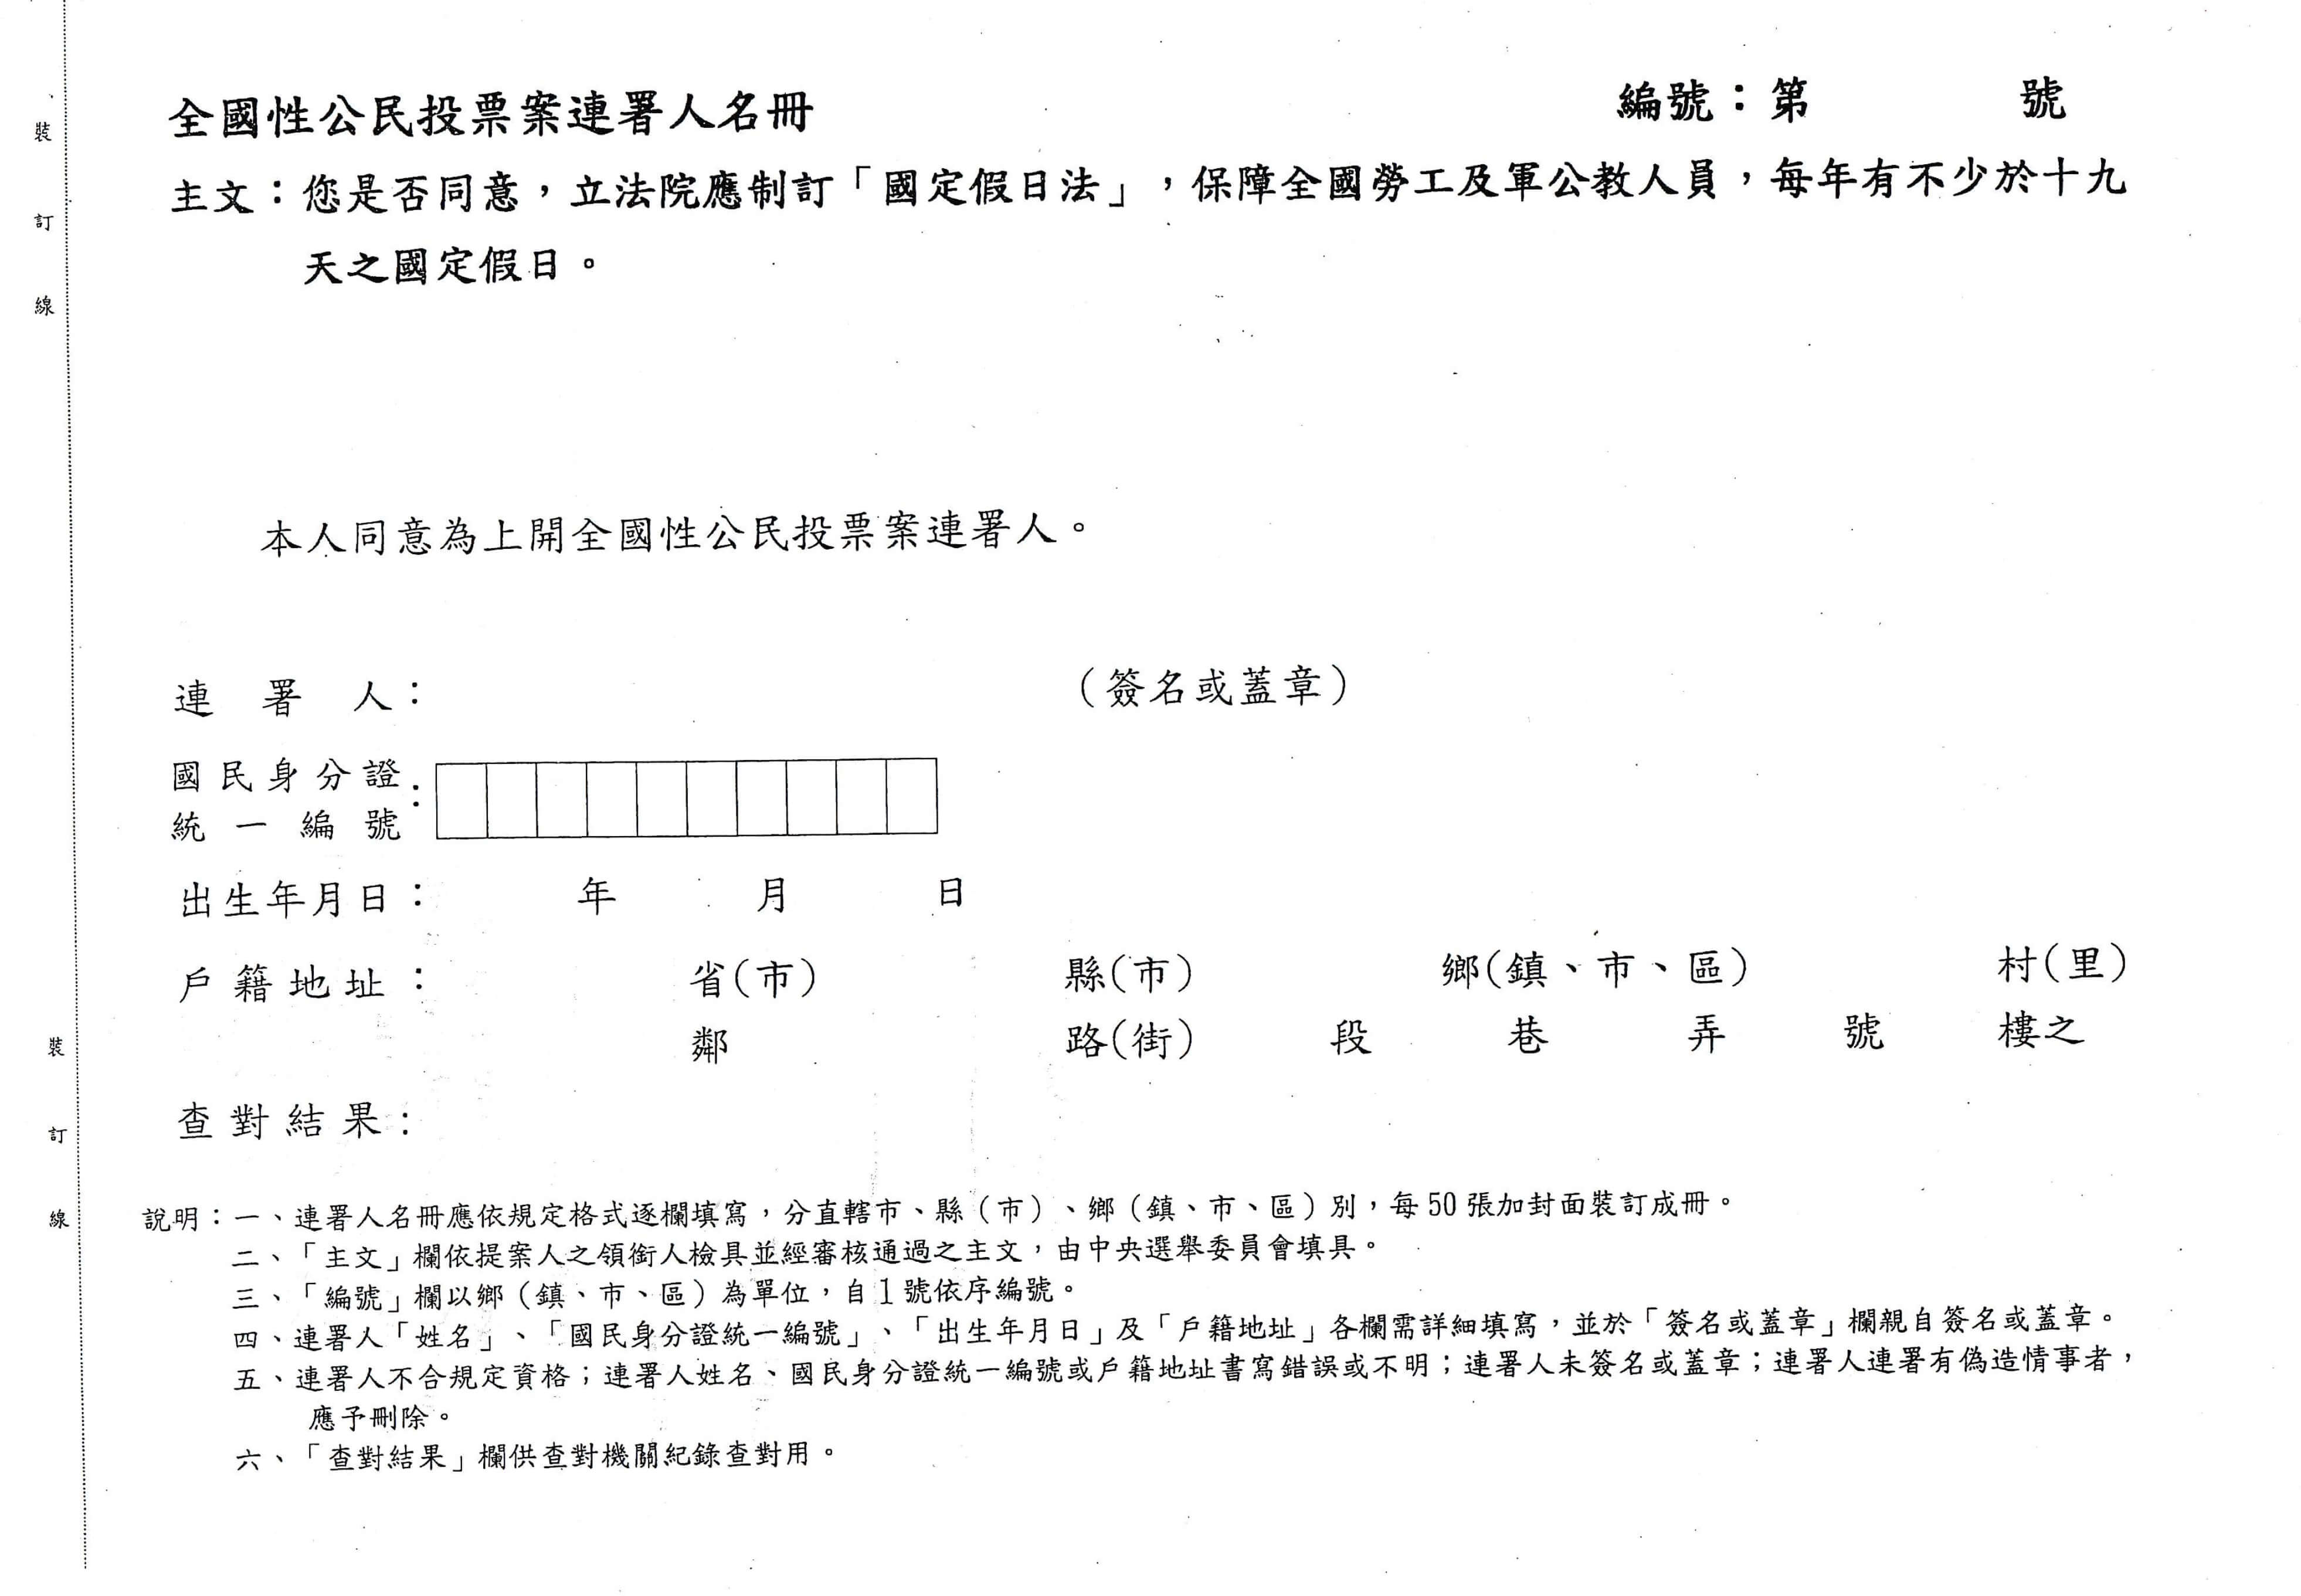 全國性公民投票案連署人名冊
編號：第 號
主文：您是否同意，立法院應制訂「國定假日法」，保障全國勞工及軍公教人員，每年有不少於十九
天之國定假日。
本人同意為上開全國性公民投票案連署人。
連署人： （簽名或蓋章）
國民身分證
統一編號：
出生年月日： 年 月 日
戶籍地址： 省(市) 縣(市) 鄉(鎮、市、區) 村(里)
鄰 路(街) 段 巷 弄 號 樓之
查對結果：
說明：一、連署人名冊應依規定格式逐欄填寫，分直轄市、縣（市）、鄉（鎮、市、區）別，每50張加封面裝訂成冊。
二、「主文」欄依提案人之領銜人檢具並經審核通過之主文，由中央選舉委員會填具。
三、「編號」欄以鄉（鎮、市、區）為單位，自1號依序編號。
四、連署人「姓名」、「國民身分證統一編號」、「出生年月日」及「戶籍地址」各欄需詳細填寫，並於「簽名或蓋章」欄親自簽名或蓋章。
五、連署人不合規定資格；連署人姓名、國民身分證統一編號或戶籍地址書寫錯誤或不明；連署人未簽名或蓋章；連署人連署有偽造情事者，
應予刪除。
六、「查對結果」欄供查對機關紀錄查對用。
裝
訂
線
裝
訂
線